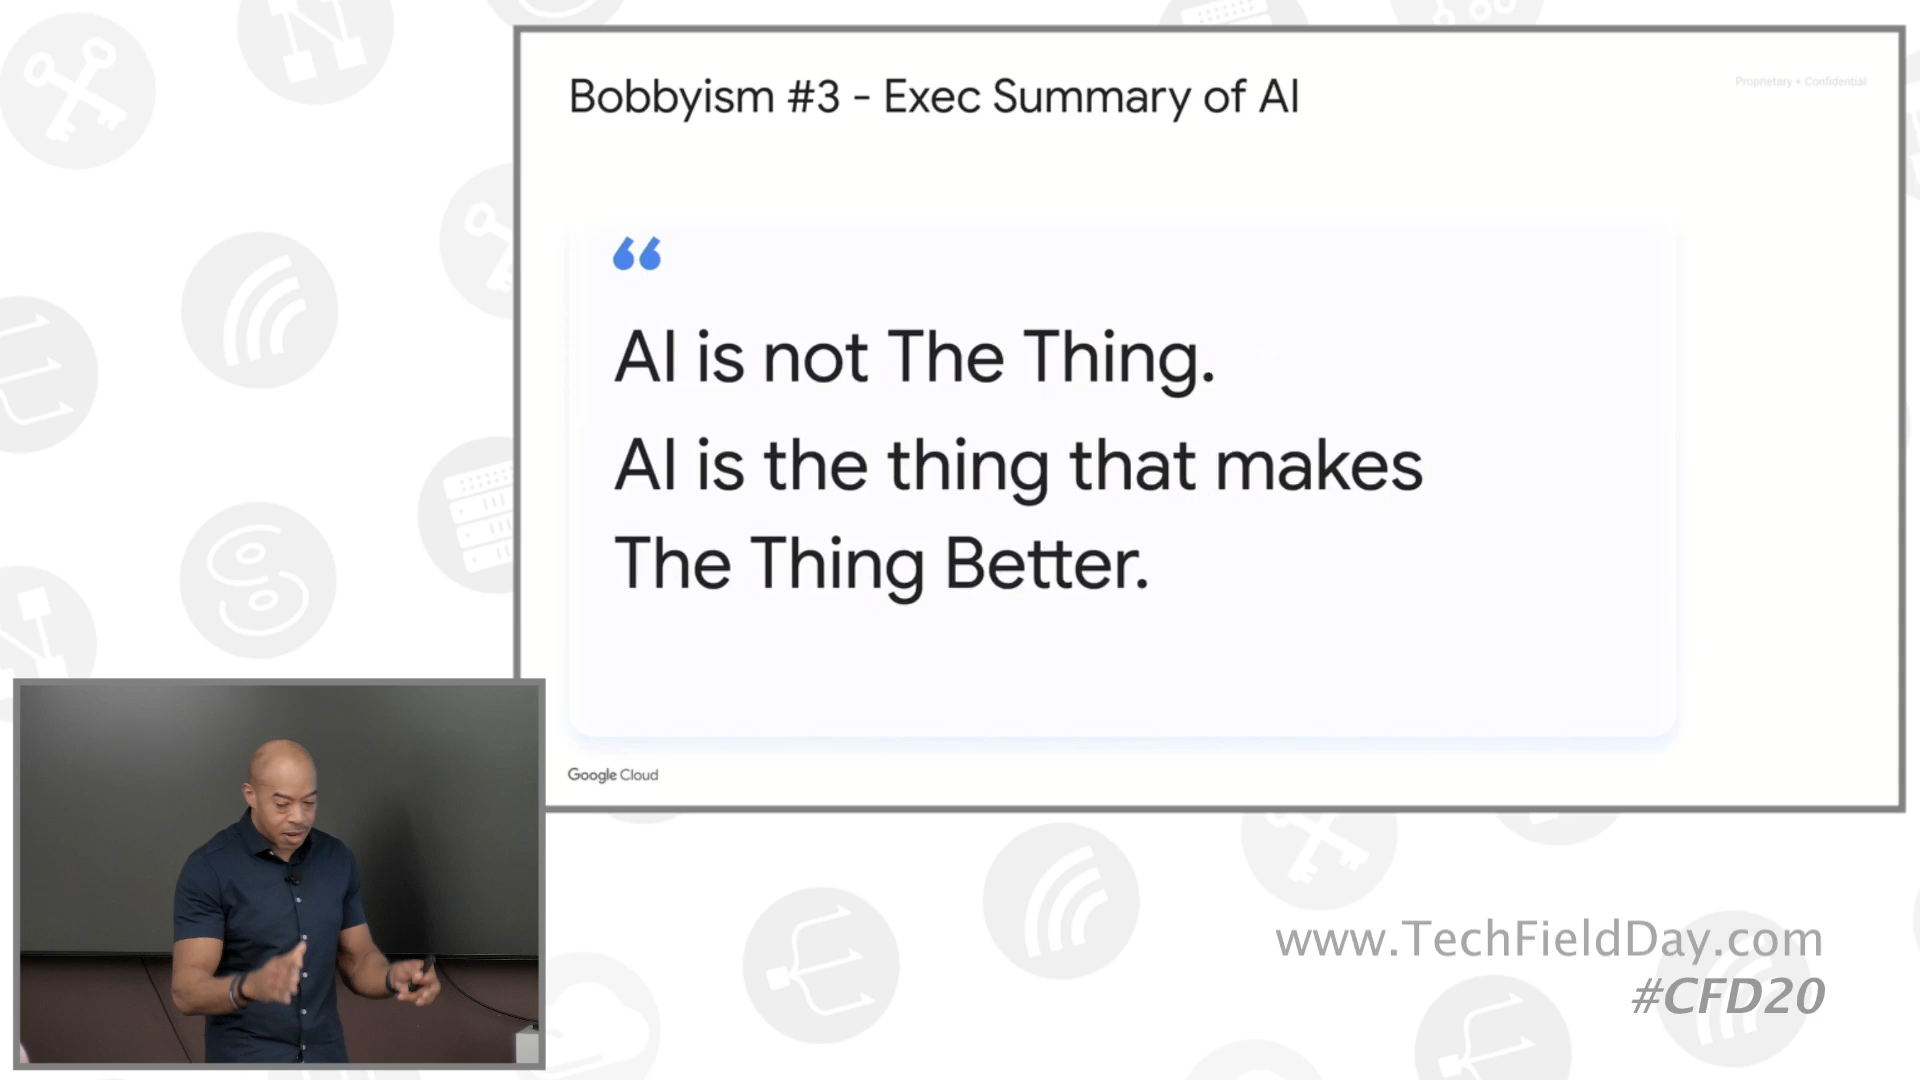 Bobbyism #3 - Exec Summary of AI
Proprietary + Confidential
“
AI is not The Thing.
AI is the thing that makes
The Thing Better.
Google Cloud
www.TechFieldDay.com
#CFD20